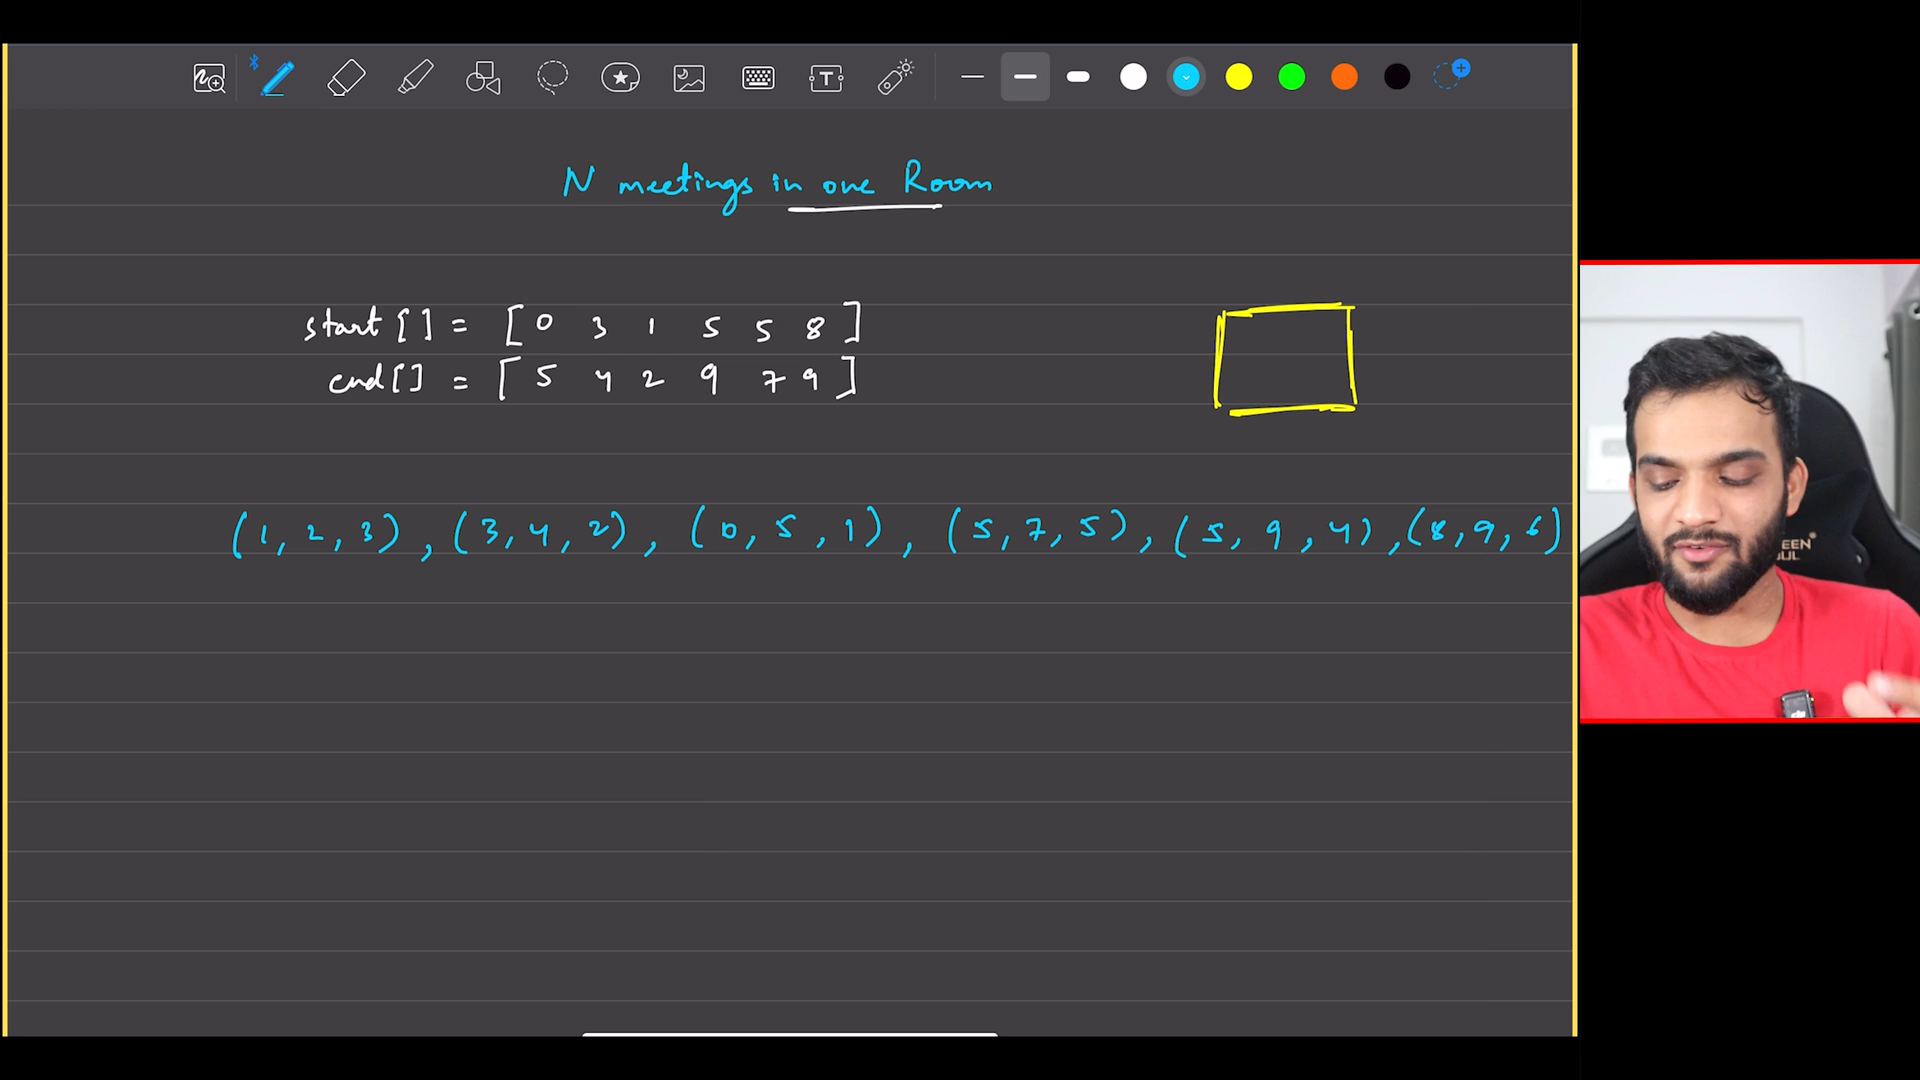 N meetings in one Room
start [ ] = [ 0 3 1 5 5 8 ]
end [ ] = [ 5 4 2 9 7 9 ]
(1, 2, 3), (3, 4, 2), (0, 5, 1), (5, 7, 5), (5, 9, 4), (8, 9, 6)